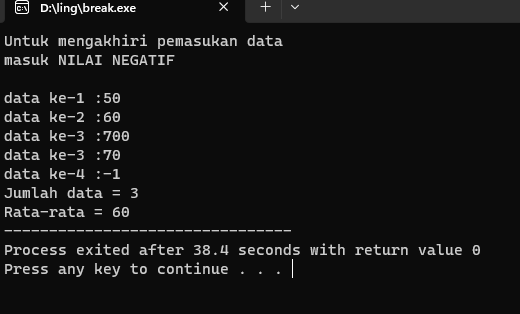 D:\ling\break.exe
Untuk mengakhiri pemasukan data
masuk NILAI NEGATIF
data ke-1 :50
data ke-2 :60
data ke-3 :700
data ke-3 :70
data ke-4 :-1
Jumlah data = 3
Rata-rata = 60
--------------------------------
Process exited after 38.4 seconds with return value 0
Press any key to continue . . .